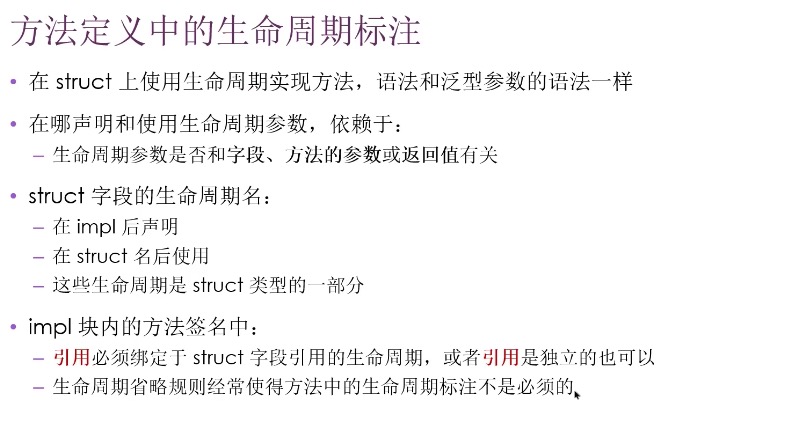 方法定义中的生命周期标注
• 在 struct 上使用生命周期实现方法，语法和泛型参数的语法一样
• 在哪声明和使用生命周期参数，依赖于：
– 生命周期参数是否和字段、方法的参数或返回值有关
• struct 字段的生命周期名：
– 在 impl 后声明
– 在 struct 名后使用
– 这些生命周期是 struct 类型的一部分
• impl 块内的方法签名中：
– 引用必须绑定于 struct 字段引用的生命周期，或者引用是独立的也可以
– 生命周期省略规则经常使得方法中的生命周期标注不是必须的